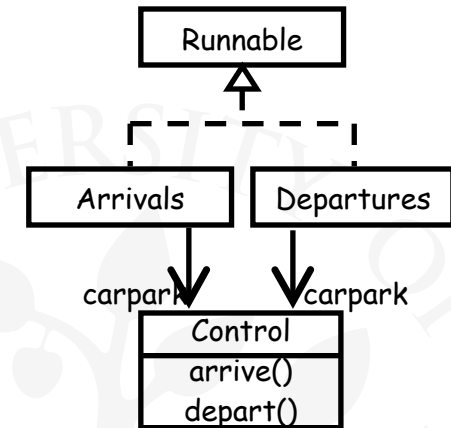 Runnable
Arrivals
Departures
carpark
carpark
Control
arrive()
depart()